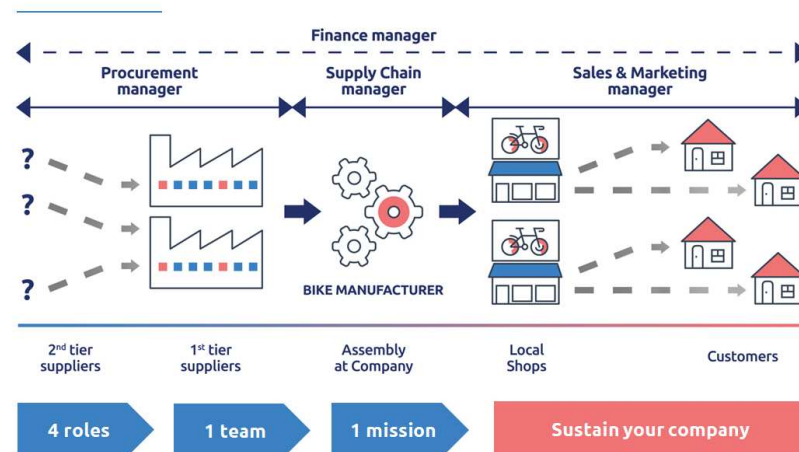 Finance manager
Procurement
manager
Supply Chain
manager
Sales & Marketing
manager
?
?
?
BIKE MANUFACTURER
2nd tier
suppliers
1st tier
suppliers
Assembly
at Company
Local
Shops
Customers
4 roles
1 team
1 mission
Sustain your company